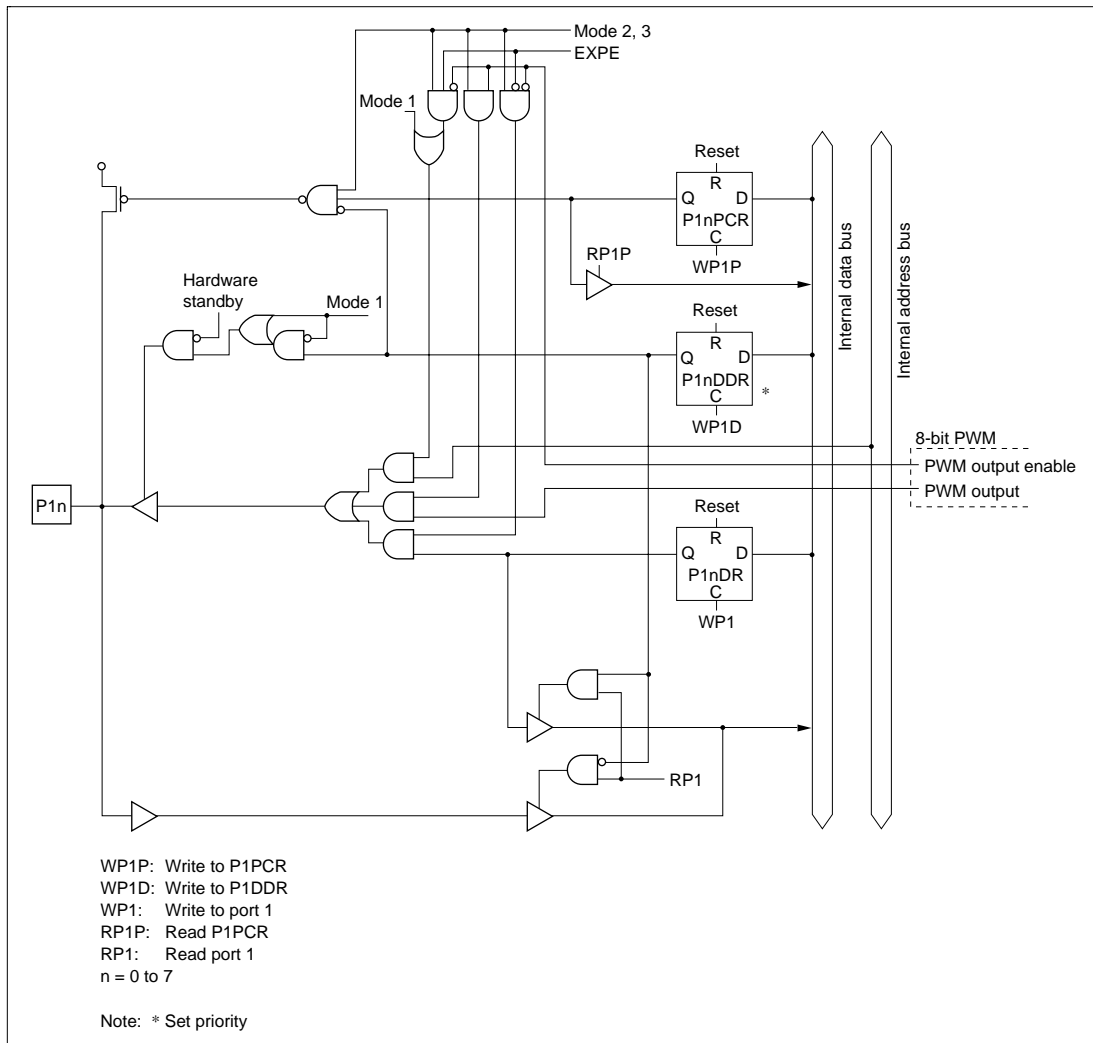 Mode 2, 3
EXPE
Mode 1
Reset
R
Q D
P1nPCR
C
WP1P
RP1P
Hardware
standby
Mode 1
Reset
R
Q D
P1nDDR
C
*
WP1D
Internal data bus
Internal address bus
8-bit PWM
PWM output enable
PWM output
P1n
Reset
R
Q D
P1nDR
C
WP1
RP1
WP1P: Write to P1PCR
WP1D: Write to P1DDR
WP1: Write to port 1
RP1P: Read P1PCR
RP1: Read port 1
n = 0 to 7
Note: * Set priority